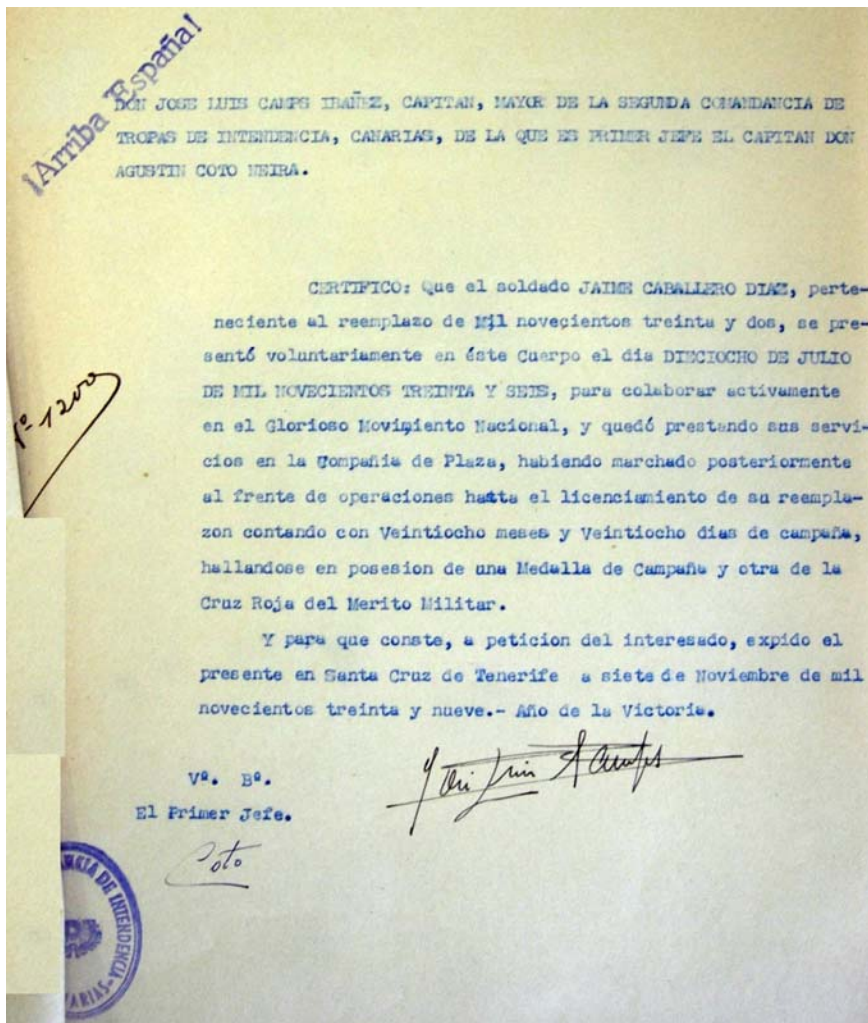 ¡Arriba España!
DON JOSE LUIS CAMPS IBAÑEZ, CAPITAN, MAYOR DE LA SEGUNDA COMANDANCIA DE
TROPAS DE INTENDENCIA, CANARIAS, DE LA QUE ES PRIMER JEFE EL CAPITAN DON
AGUSTIN COTO NEIRA.
CERTIFICO: Que el soldado JAIME CABALLERO DIAZ, perte-
neciente al reemplazo de Mil novecientos treinta y dos, se pre-
sentó voluntariamente en éste Cuerpo el dia DIECIOCHO DE JULIO
DE MIL NOVECIENTOS TREINTA Y SEIS, para colaborar activamente
en el Glorioso Movimiento Nacional, y quedó prestando sus servi-
cios en la Compañia de Plaza, habiendo marchado posteriormente
al frente de operaciones hasta el licenciamiento de su reempla-
zon contando con Veintiocho meses y Veintiocho dias de campaña,
hallandose en posesion de una Medalla de Campaña y otra de la
Cruz Roja del Merito Militar.
Y para que conste, a peticion del interesado, expido el
presente en Santa Cruz de Tenerife a siete de Noviembre de mil
novecientos treinta y nueve.- Año de la Victoria.
Vº. Bº.
El Primer Jefe.
Coto
DE INTENDENCIA